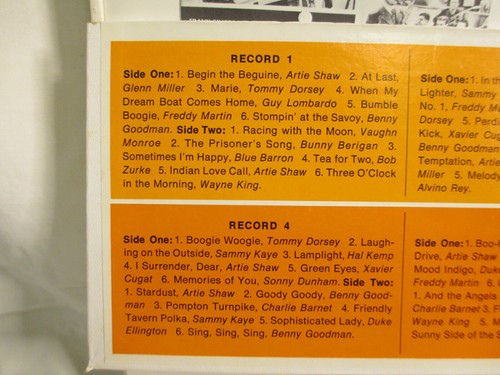 RECORD 1
Side One: 1. Begin the Beguine, Artie Shaw 2. At Last,
Glenn Miller 3. Marie, Tommy Dorsey 4. When My
Dream Boat Comes Home, Guy Lombardo 5. Bumble
Boogie, Freddy Martin 6. Stompin' at the Savoy, Benny
Goodman. Side Two: 1. Racing with the Moon, Vaughn
Monroe 2. The Prisoner's Song, Bunny Berigan 3.
Sometimes I'm Happy, Blue Barron 4. Tea for Two, Bob
Zurke 5. Indian Love Call, Artie Shaw 6. Three O'Clock
in the Morning, Wayne King.
Side One: 1. In th
Lighter, Sammy
No. 1, Freddy Ma
Dorsey 5. Perdi
Kick, Xavier Cug
Benny Goodman
Temptation, Artie
Miller 5. Melody
Alvino Rey.
RECORD 4
Side One: 1. Boogie Woogie, Tommy Dorsey 2. Laugh-
ing on the Outside, Sammy Kaye 3. Lamplight, Hal Kemp
4. I Surrender, Dear, Artie Shaw 5. Green Eyes, Xavier
Cugat 6. Memories of You, Sonny Dunham. Side Two:
1. Stardust, Artie Shaw 2. Goody Goody, Benny Good-
man 3. Pompton Turnpike, Charlie Barnet 4. Friendly
Tavern Polka, Sammy Kaye 5. Sophisticated Lady, Duke
Ellington 6. Sing, Sing, Sing, Benny Goodman.
Side One: 1. Boo-
Drive, Artie Shaw
Mood Indigo, Duk
Freddy Martin 6.
1. And the Angels
Charlie Barnet 3. F
Wayne King 5. M
Sunny Side of the S